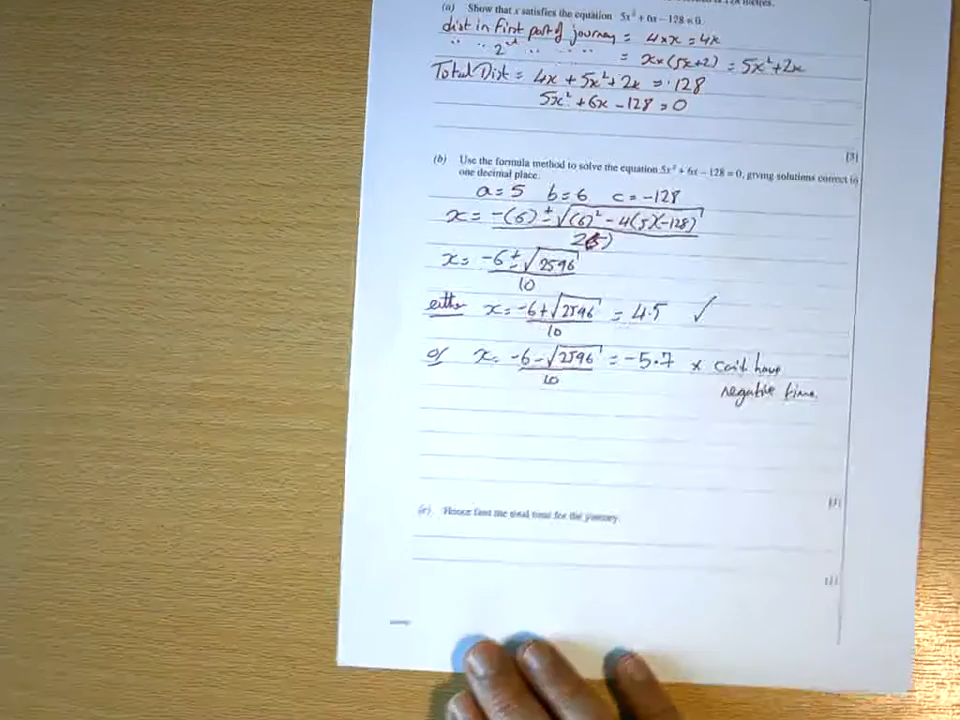 (a) Show that x satisfies the equation 5x² + 6x − 128 = 0.
dist in first part of journey = 4 × x = 4x
" " 2nd " " " = x × (5x+2) = 5x² + 2x
Total Dist = 4x + 5x² + 2x = 128
5x² + 6x − 128 = 0
[3]
(b) Use the formula method to solve the equation 5x² + 6x − 128 = 0, giving solutions correct to
one decimal place.
a = 5 b = 6 c = −128
x = −(6) ± √(6)² − 4(5)(−128)
2(5)
x = −6 ± √2596
10
either x = −6 + √2596 = 4.5 ✓
10
or x = −6 − √2596 = −5.7 × can't have
10
negative time.
[3]
(c) Hence find the total time for the journey.